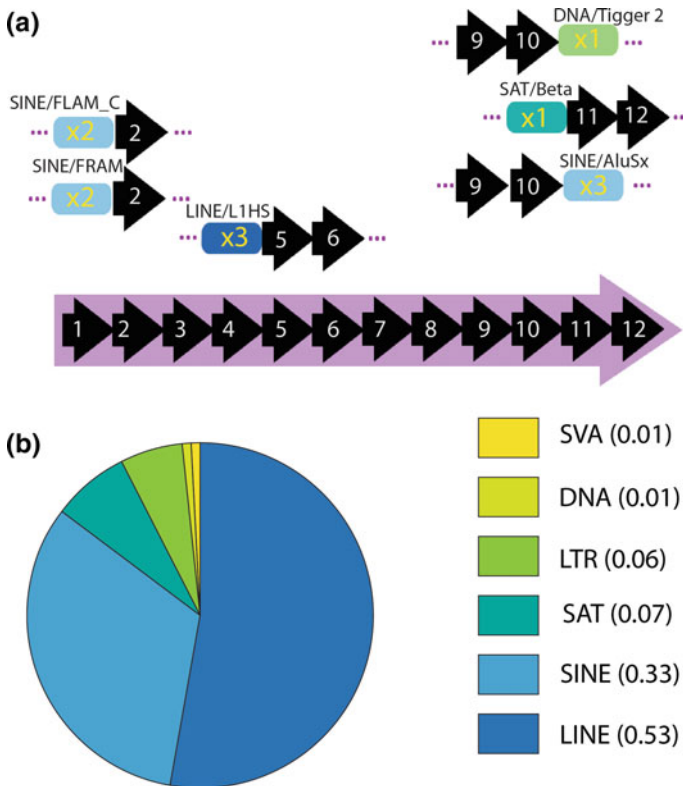 (a)
SINE/FLAM_C
... x2 2 ...
SINE/FRAM
... x2 2 ...
LINE/L1HS
... x3 5 6 ...
DNA/Tigger 2
... 9 10 x1 ...
SAT/Beta
... x1 11 12 ...
SINE/AluSx
... 9 10 x3 ...
1 2 3 4 5 6 7 8 9 10 11 12
(b)
SVA (0.01)
DNA (0.01)
LTR (0.06)
SAT (0.07)
SINE (0.33)
LINE (0.53)